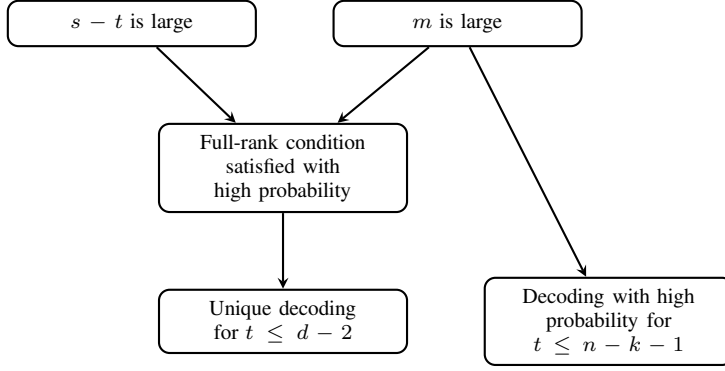 s − t is large
m is large
Full-rank condition
satisfied with
high probability
Unique decoding
for t ≤ d − 2
Decoding with high
probability for
t ≤ n − k − 1